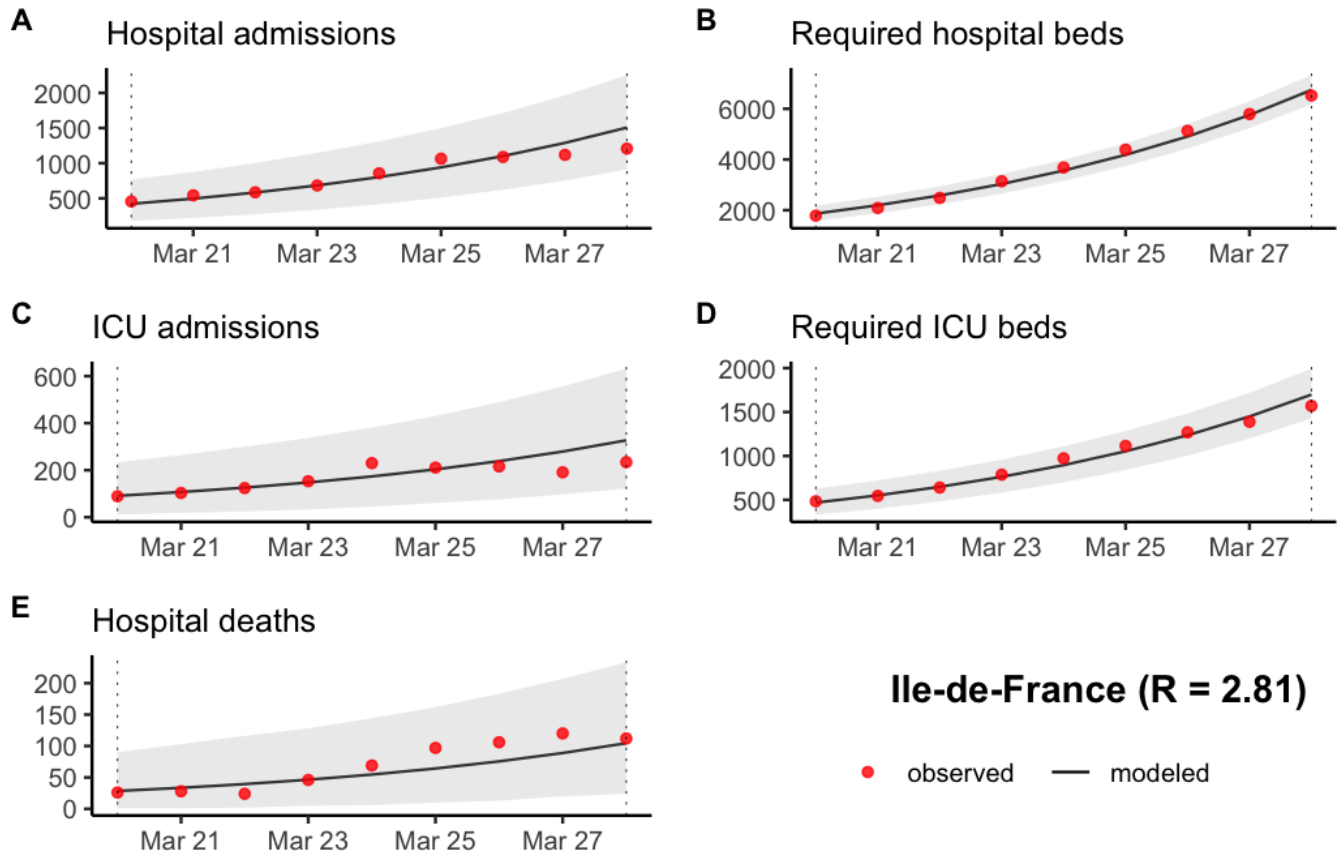 A
Hospital admissions
2000
1500
1000
500
Mar 21 Mar 23 Mar 25 Mar 27
B
Required hospital beds
6000
4000
2000
Mar 21 Mar 23 Mar 25 Mar 27
C
ICU admissions
600
400
200
0
Mar 21 Mar 23 Mar 25 Mar 27
D
Required ICU beds
2000
1500
1000
500
Mar 21 Mar 23 Mar 25 Mar 27
E
Hospital deaths
200
150
100
50
0
Mar 21 Mar 23 Mar 25 Mar 27
Ile-de-France (R = 2.81)
observed modeled